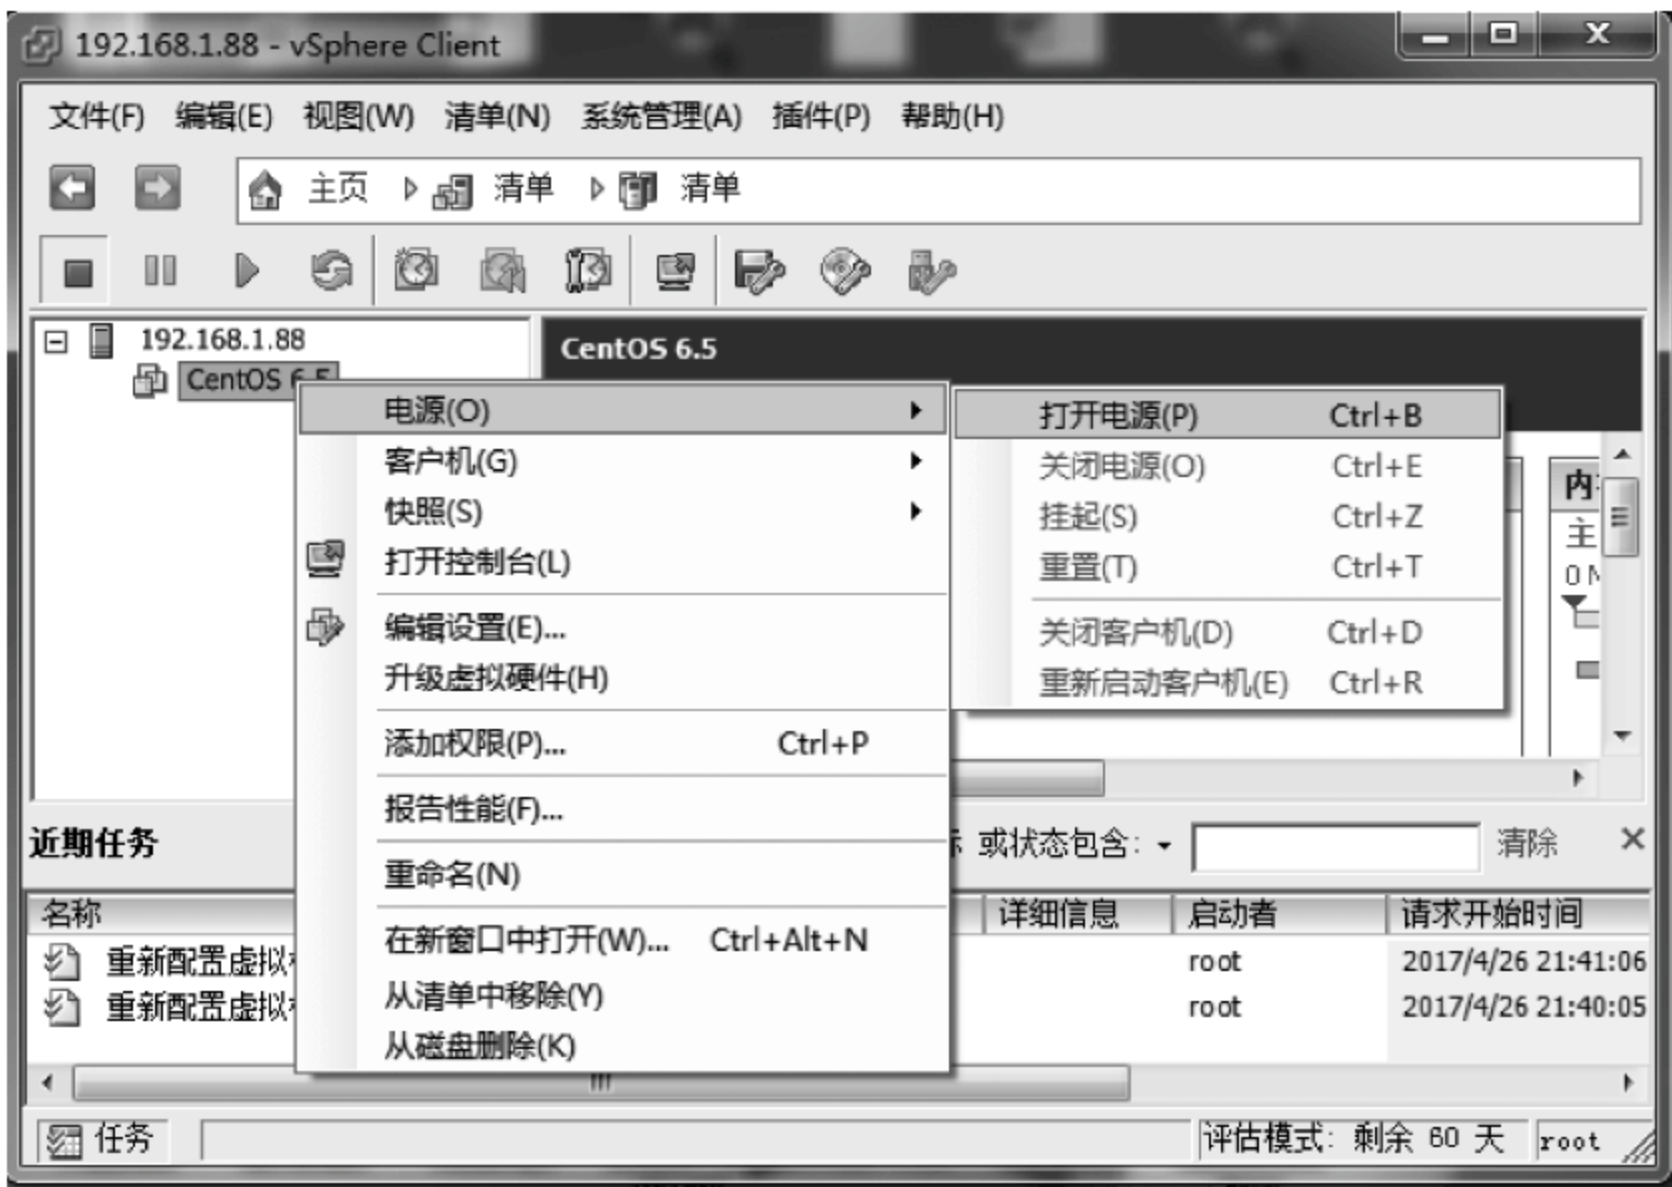 192.168.1.88 - vSphere Client
文件(F) 编辑(E) 视图(W) 清单(N) 系统管理(A) 插件(P) 帮助(H)
主页 清单 清单
192.168.1.88
CentOS 6.5
CentOS 6.5
电源(O)
客户机(G)
快照(S)
打开控制台(L)
编辑设置(E)...
升级虚拟硬件(H)
添加权限(P)... Ctrl+P
报告性能(F)...
重命名(N)
在新窗口中打开(W)... Ctrl+Alt+N
从清单中移除(Y)
从磁盘删除(K)
打开电源(P) Ctrl+B
关闭电源(O) Ctrl+E
挂起(S) Ctrl+Z
重置(T) Ctrl+T
关闭客户机(D) Ctrl+D
重新启动客户机(E) Ctrl+R
内
主
0
近期任务 或状态包含: 清除
名称 详细信息 启动者 请求开始时间
重新配置虚拟 root 2017/4/26 21:41:06
重新配置虚拟 root 2017/4/26 21:40:05
任务 评估模式: 剩余 60 天 root